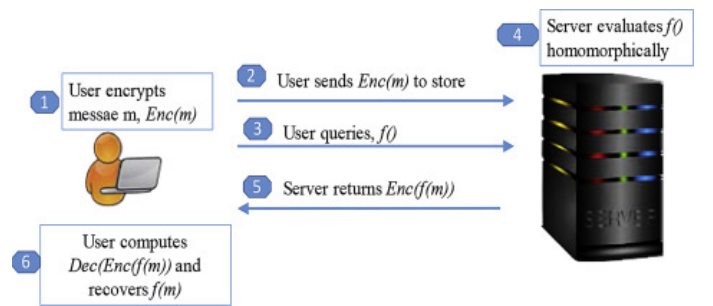 1
User encrypts
messae m, Enc(m)
2
User sends Enc(m) to store
3
User queries, f()
4
Server evaluates f()
homomorphically
5
Server returns Enc(f(m))
SERVER
6
User computes
Dec(Enc(f(m)) and
recovers f(m)